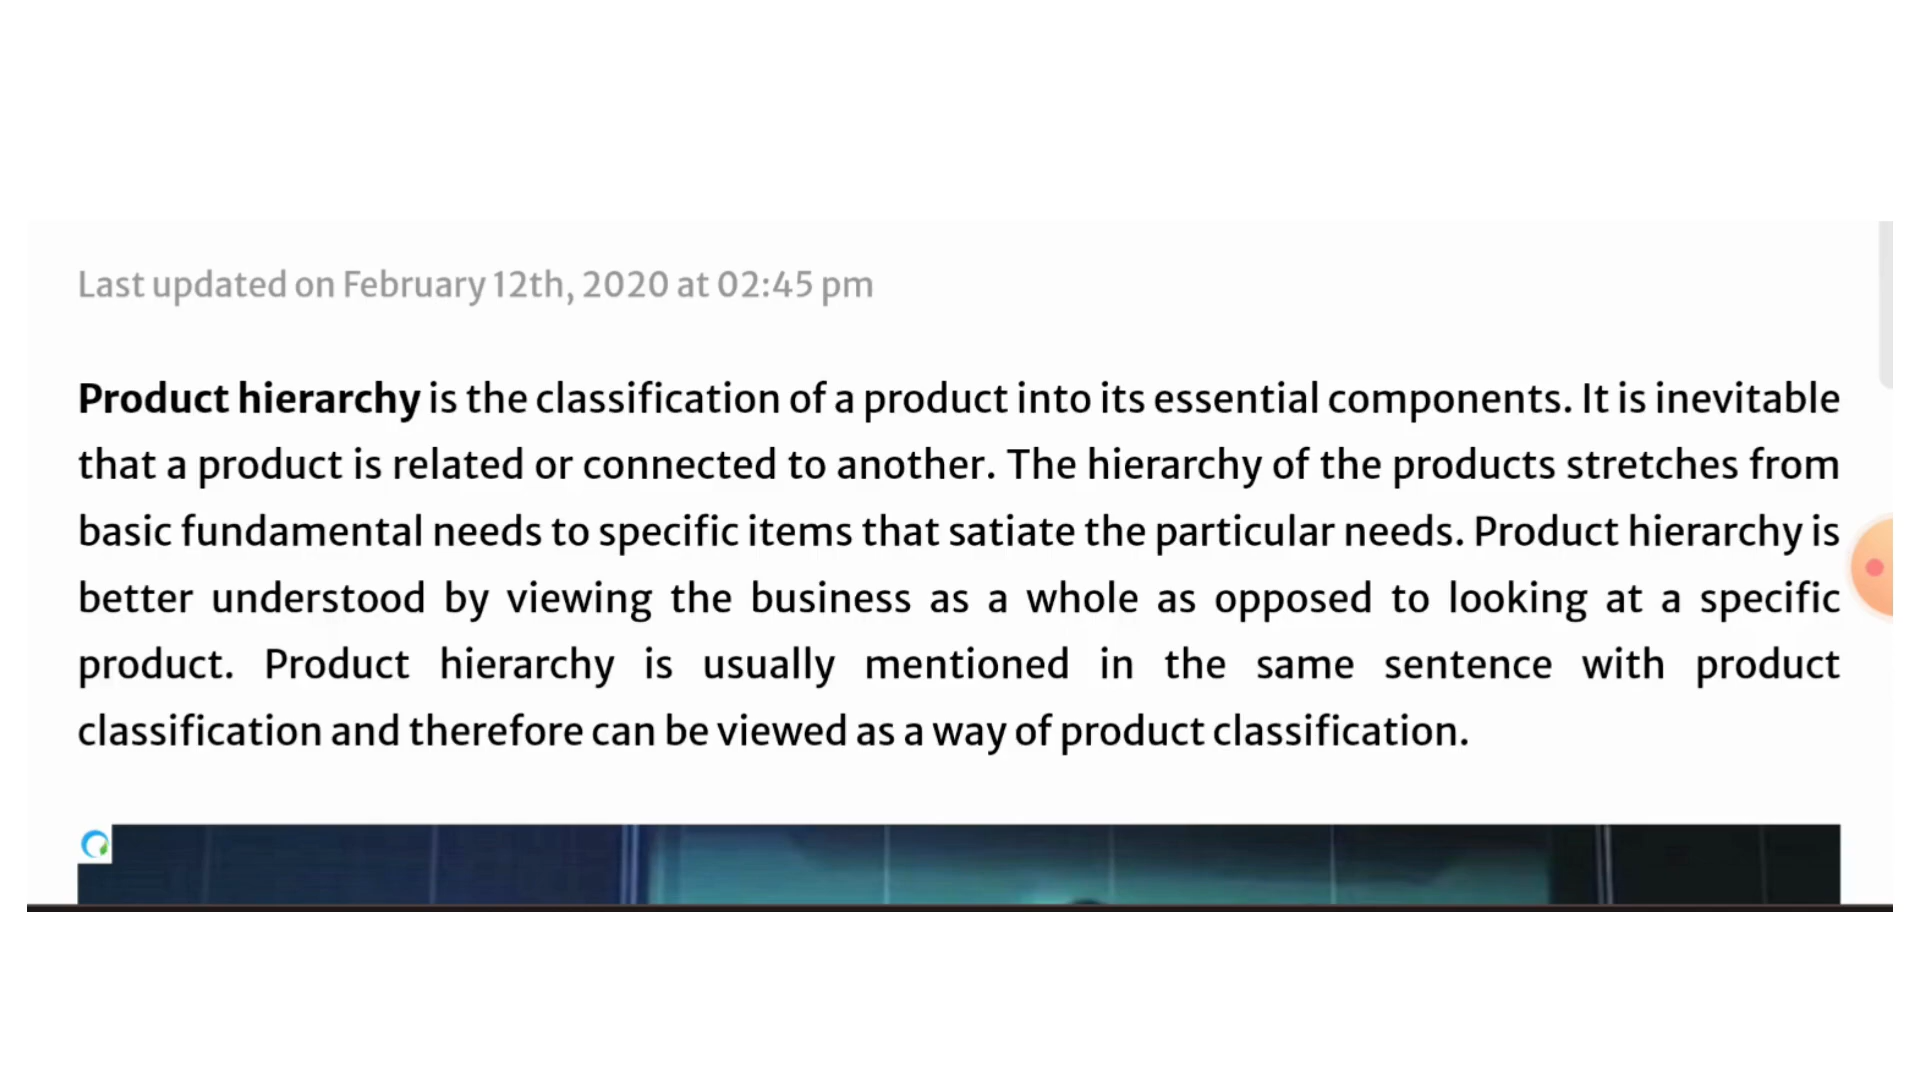 Last updated on February 12th, 2020 at 02:45 pm
Product hierarchy is the classification of a product into its essential components. It is inevitable
that a product is related or connected to another. The hierarchy of the products stretches from
basic fundamental needs to specific items that satiate the particular needs. Product hierarchy is
better understood by viewing the business as a whole as opposed to looking at a specific
product. Product hierarchy is usually mentioned in the same sentence with product
classification and therefore can be viewed as a way of product classification.